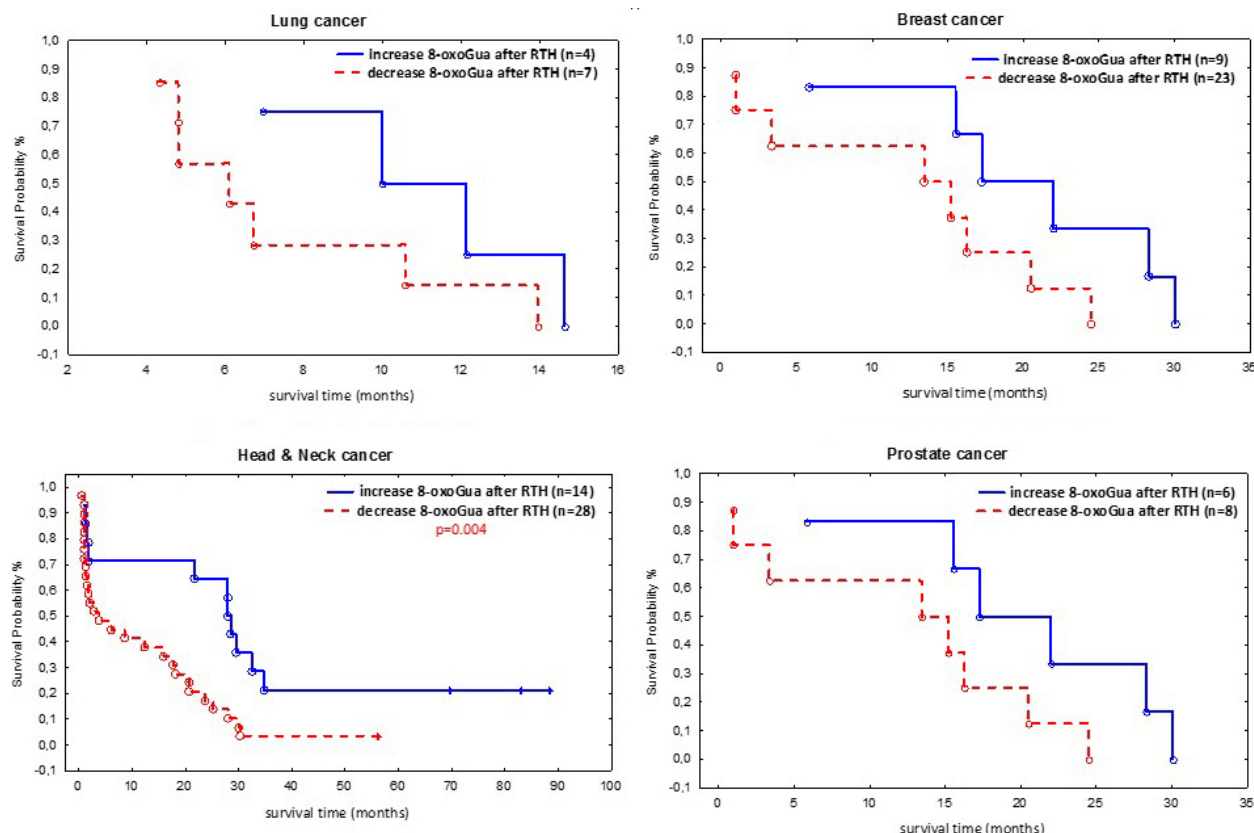 Lung cancer
increase 8-oxoGua after RTH (n=4)
decrease 8-oxoGua after RTH (n=7)
Survival Probability %
1,0
0,9
0,8
0,7
0,6
0,5
0,4
0,3
0,2
0,1
0,0
-0,1
2 4 6 8 10 12 14 16
survival time (months)
Breast cancer
increase 8-oxoGua after RTH (n=9)
decrease 8-oxoGua after RTH (n=23)
Survival Probability %
1,0
0,9
0,8
0,7
0,6
0,5
0,4
0,3
0,2
0,1
0,0
-0,1
0 5 10 15 20 25 30 35
survival time (months)
Head & Neck cancer
increase 8-oxoGua after RTH (n=14)
decrease 8-oxoGua after RTH (n=28)
p=0.004
Survival Probability %
1,0
0,9
0,8
0,7
0,6
0,5
0,4
0,3
0,2
0,1
0,0
-0,1
0 10 20 30 40 50 60 70 80 90 100
survival time (months)
Prostate cancer
increase 8-oxoGua after RTH (n=6)
decrease 8-oxoGua after RTH (n=8)
Survival Probability %
1,0
0,9
0,8
0,7
0,6
0,5
0,4
0,3
0,2
0,1
0,0
-0,1
0 5 10 15 20 25 30 35
survival time (months)